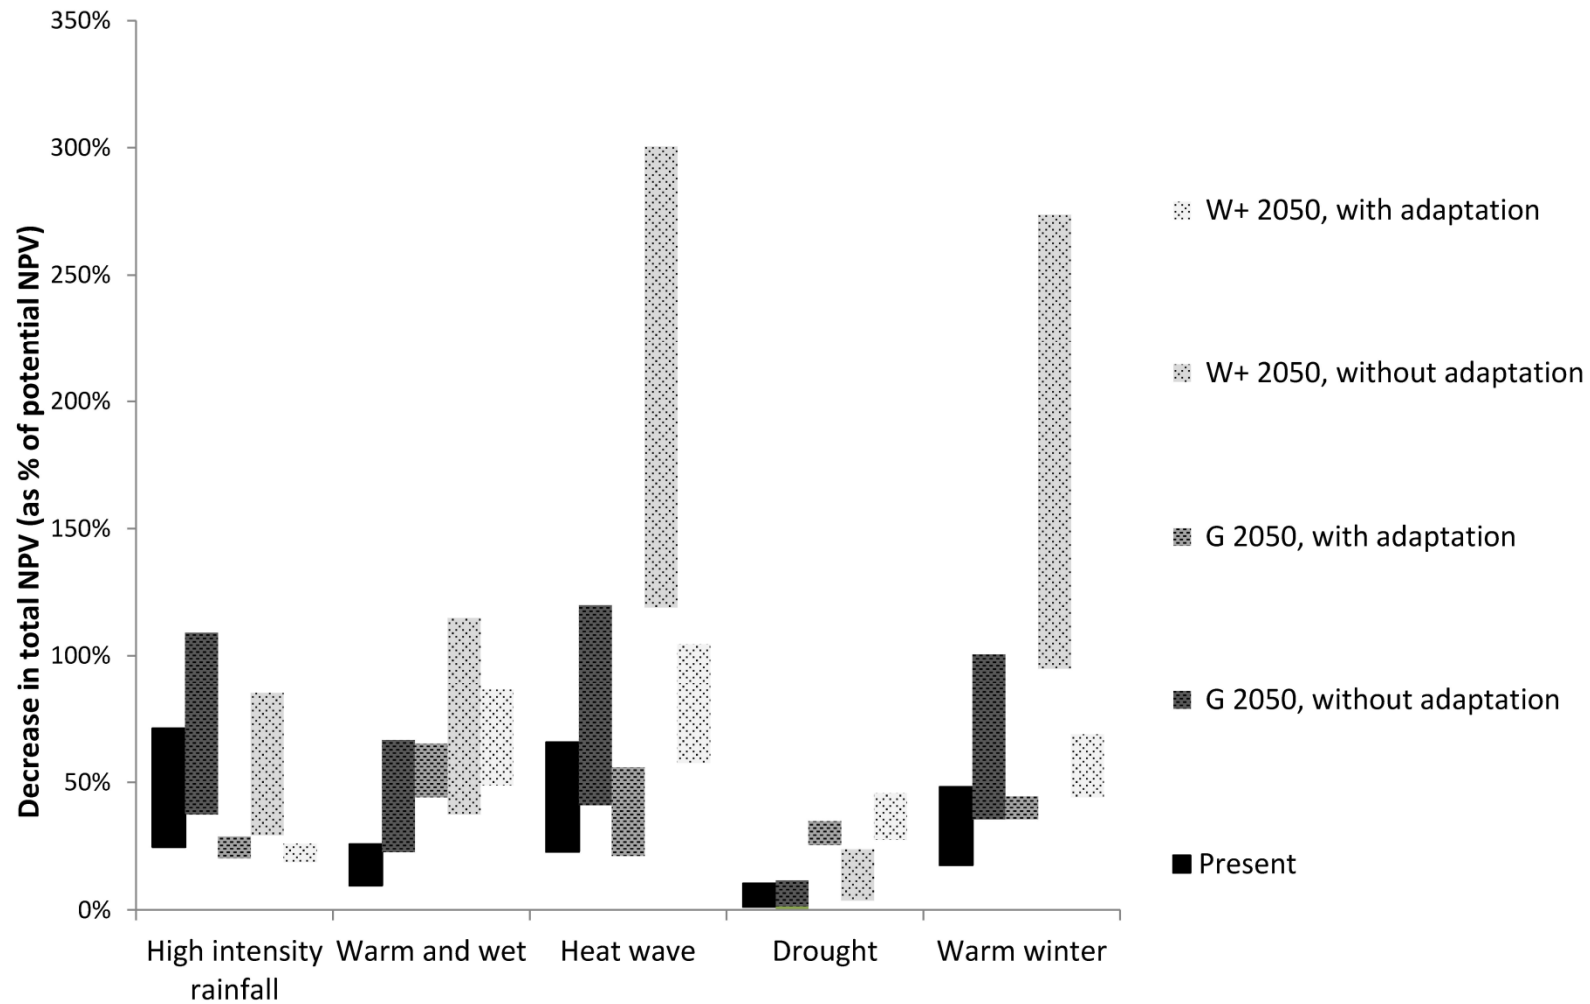 350%
300%
250%
200%
150%
100%
50%
0%
Decrease in total NPV (as % of potential NPV)
High intensity
rainfall
Warm and wet
Heat wave
Drought
Warm winter
W+ 2050, with adaptation
W+ 2050, without adaptation
G 2050, with adaptation
G 2050, without adaptation
Present